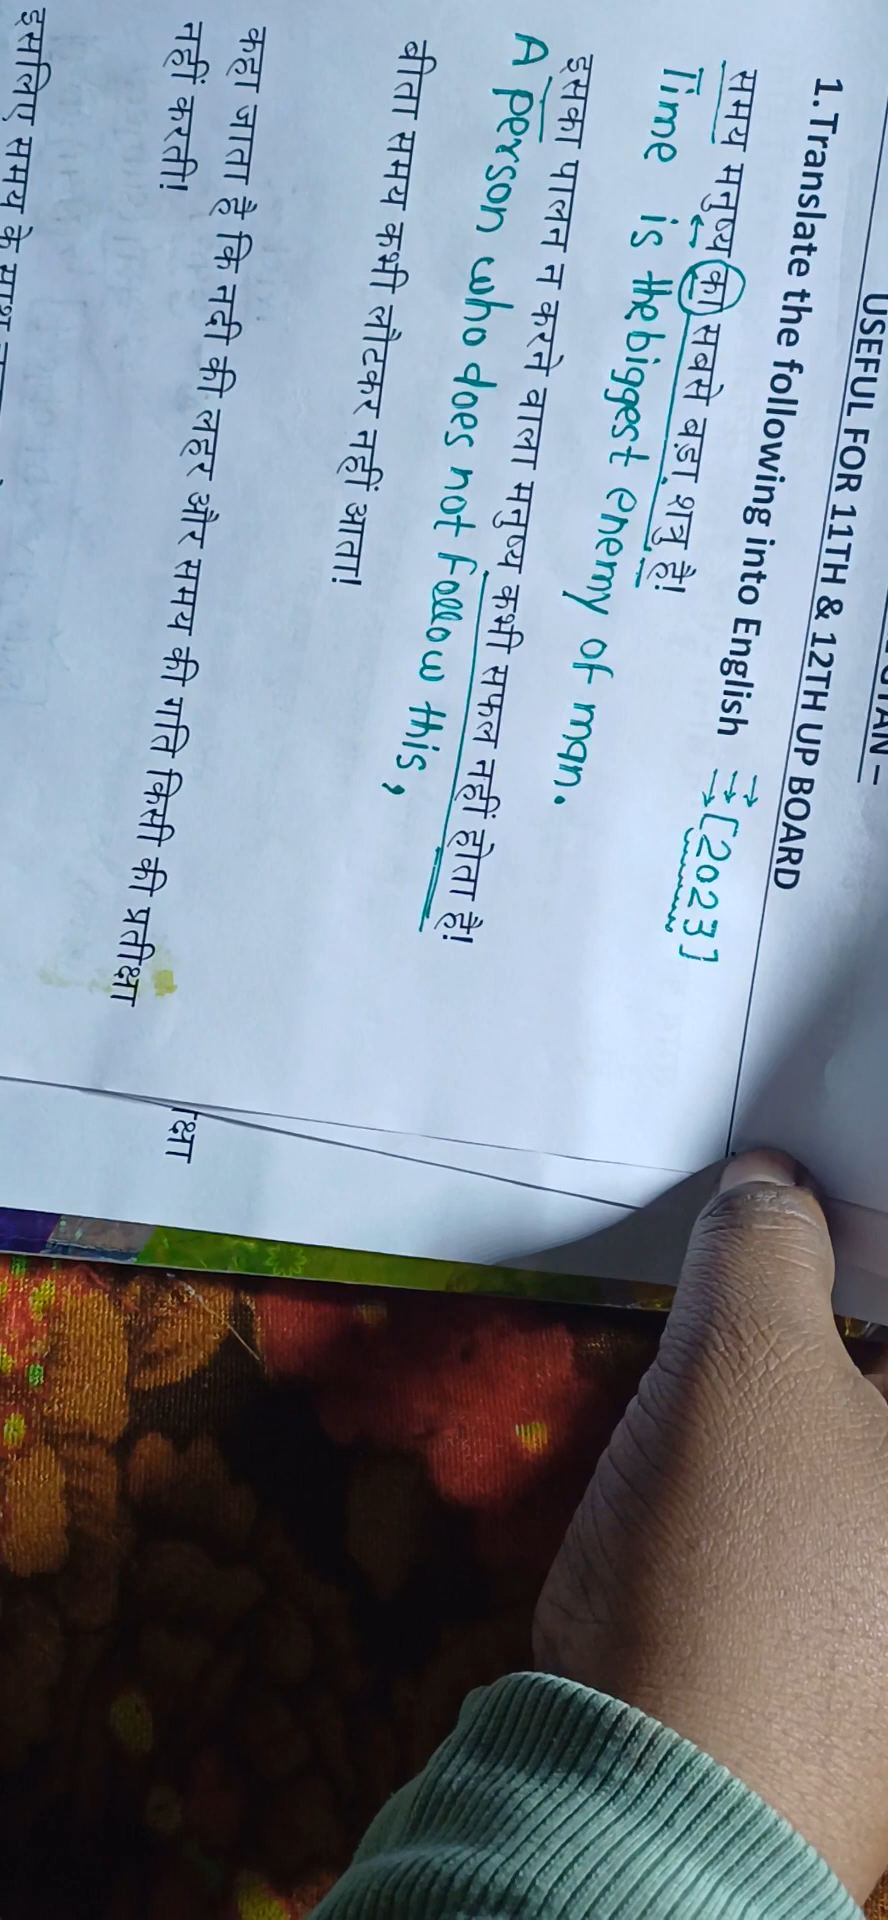 USEFUL FOR 11TH & 12TH UP BOARD
1.Translate the following into English →→ [2023]
समय मनुष्य का सबसे बड़ा शत्रु है!
Time is the biggest enemy of man.
इसका पालन न करने वाला मनुष्य कभी सफल नहीं होता है!
A person who does not follow this,
बीता समय कभी लौटकर नहीं आता!
कहा जाता है कि नदी की लहर और समय की गति किसी की प्रतीक्षा
नहीं करती!
इसलिए समय के साथ